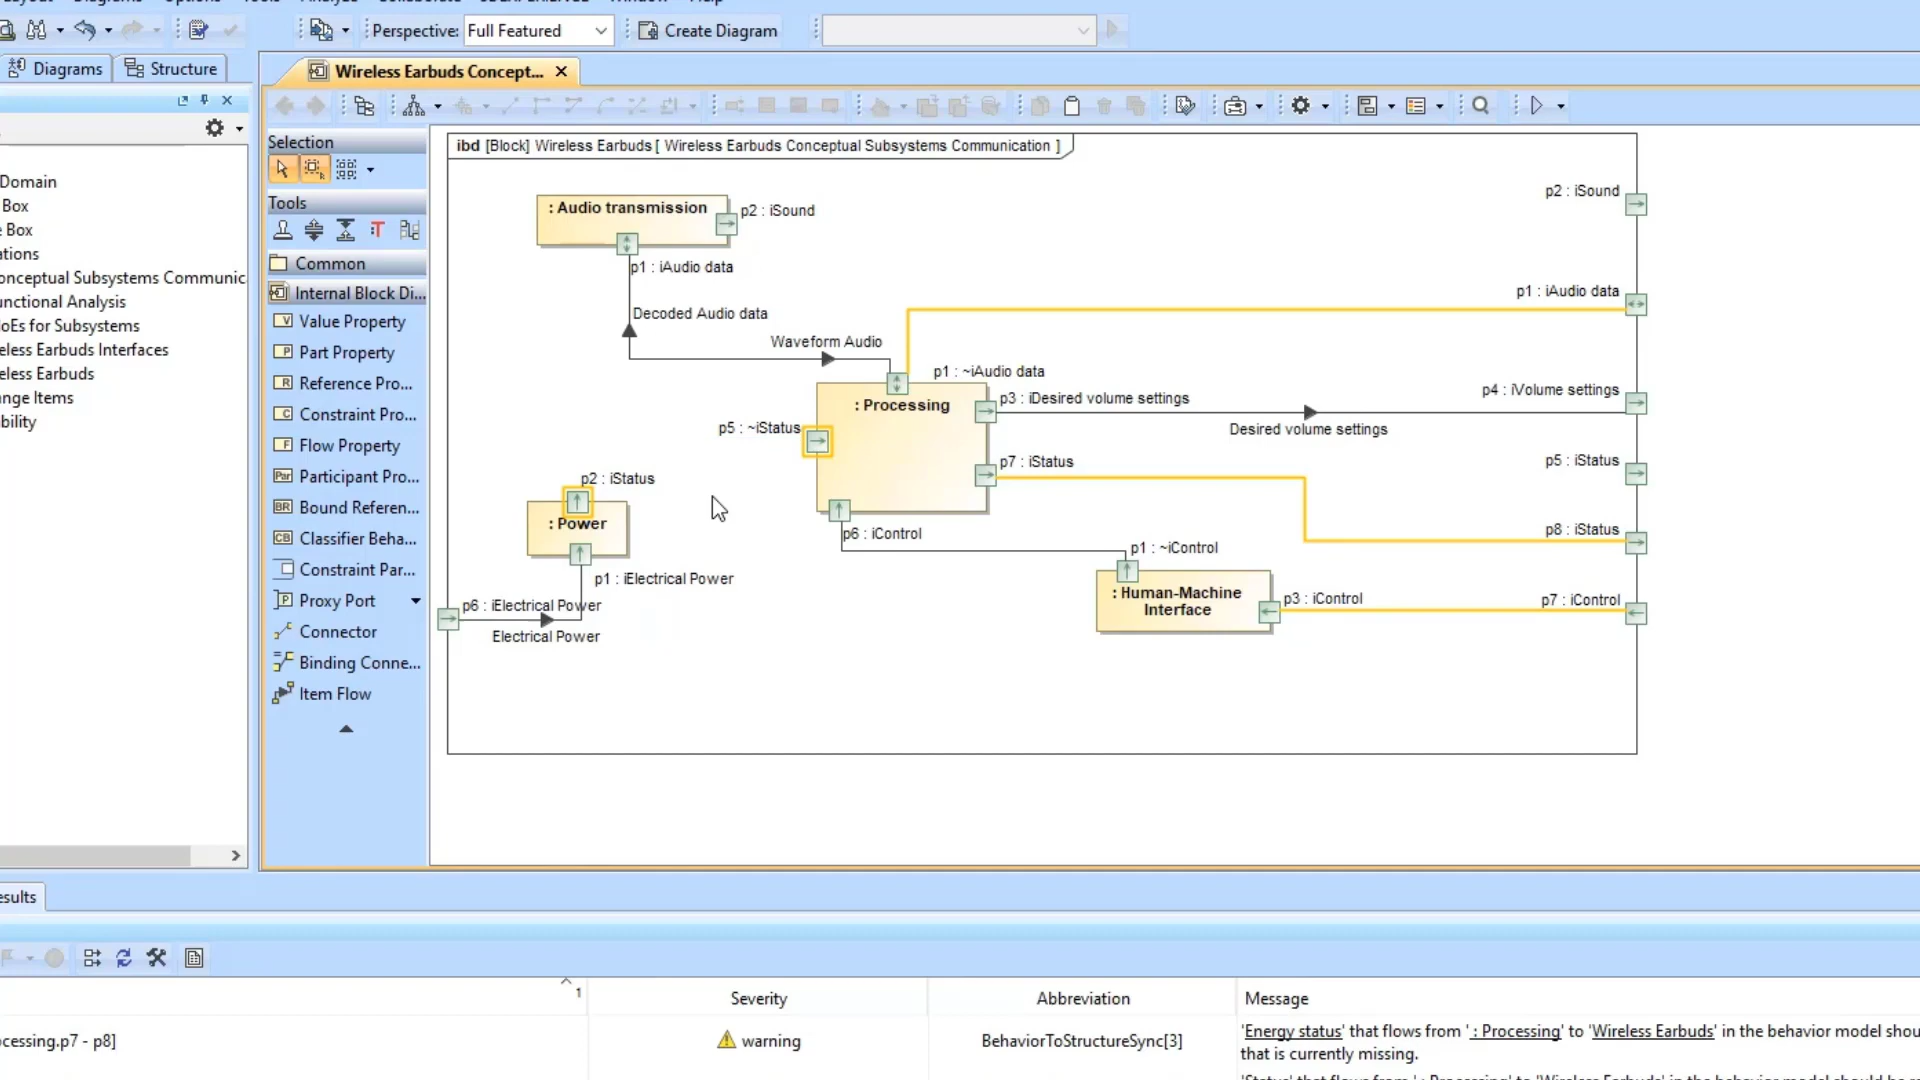 Perspective:
Full Featured
Create Diagram
Diagrams
Structure
Wireless Earbuds Concept...
Domain
Box
e Box
ations
onceptual Subsystems Communic
unctional Analysis
oEs for Subsystems
eless Earbuds Interfaces
eless Earbuds
ange Items
bility
Selection
Tools
Common
Internal Block Di...
Value Property
Part Property
Reference Pro...
Constraint Pro...
Flow Property
Participant Pro...
Bound Referen...
Classifier Beha...
Constraint Par...
Proxy Port
Connector
Binding Conne...
Item Flow
ibd [Block] Wireless Earbuds [ Wireless Earbuds Conceptual Subsystems Communication ]
: Audio transmission
p2 : iSound
p2 : iSound
p1 : iAudio data
p1 : iAudio data
Decoded Audio data
Waveform Audio
p1 : ~iAudio data
: Processing
p3 : iDesired volume settings
p4 : iVolume settings
Desired volume settings
p5 : ~iStatus
p7 : iStatus
p5 : iStatus
p2 : iStatus
: Power
p6 : iControl
p8 : iStatus
p1 : ~iControl
p1 : iElectrical Power
: Human-Machine
Interface
p3 : iControl
p7 : iControl
p6 : iElectrical Power
Electrical Power
esults
1
Severity
Abbreviation
Message
cessing.p7 - p8]
warning
BehaviorToStructureSync[3]
'Energy status' that flows from ' : Processing' to 'Wireless Earbuds' in the behavior model shou
that is currently missing.